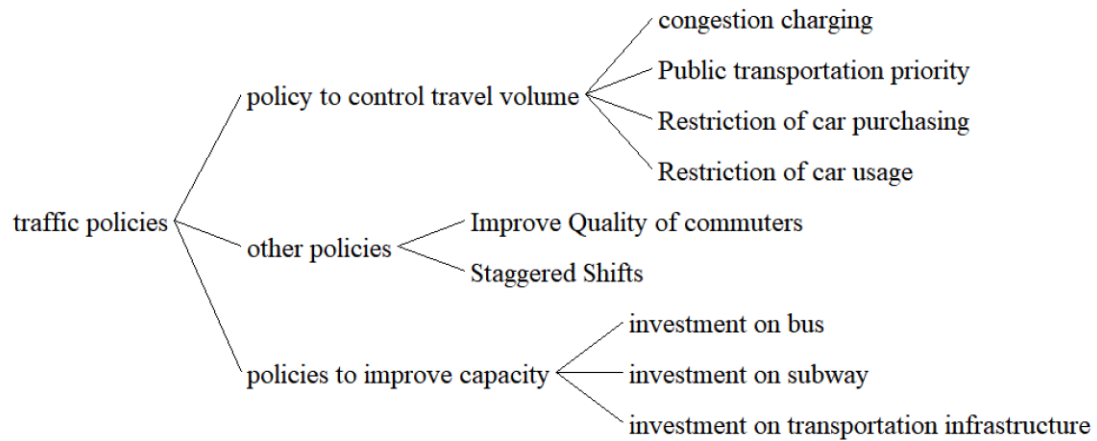 congestion charging
Public transportation priority
policy to control travel volume
Restriction of car purchasing
Restriction of car usage
traffic policies
Improve Quality of commuters
other policies
Staggered Shifts
investment on bus
policies to improve capacity
investment on subway
investment on transportation infrastructure